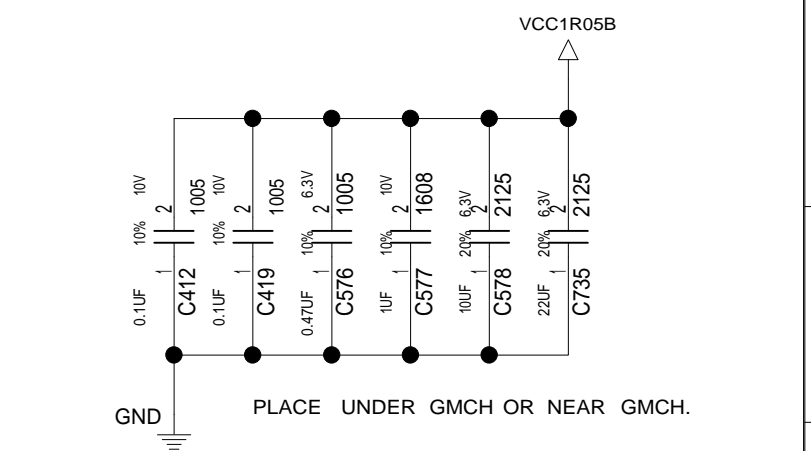 VCC1R05B
0.1UF 10% 10V
1 2
C412 1005
0.1UF 10% 10V
1 2
C419 1005
0.47UF 10% 6.3V
1 2
C576 1005
1UF 10% 10V
1 2
C577 1608
10UF 20% 6.3V
1 2
C578 2125
22UF 20% 6.3V
1 2
C735 2125
GND
PLACE UNDER GMCH OR NEAR GMCH.